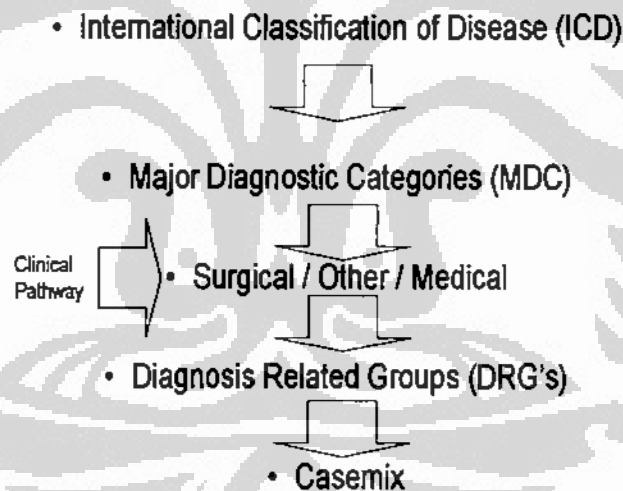 • International Classification of Disease (ICD)
• Major Diagnostic Categories (MDC)
Clinical
Pathway
• Surgical / Other / Medical
• Diagnosis Related Groups (DRG's)
• Casemix